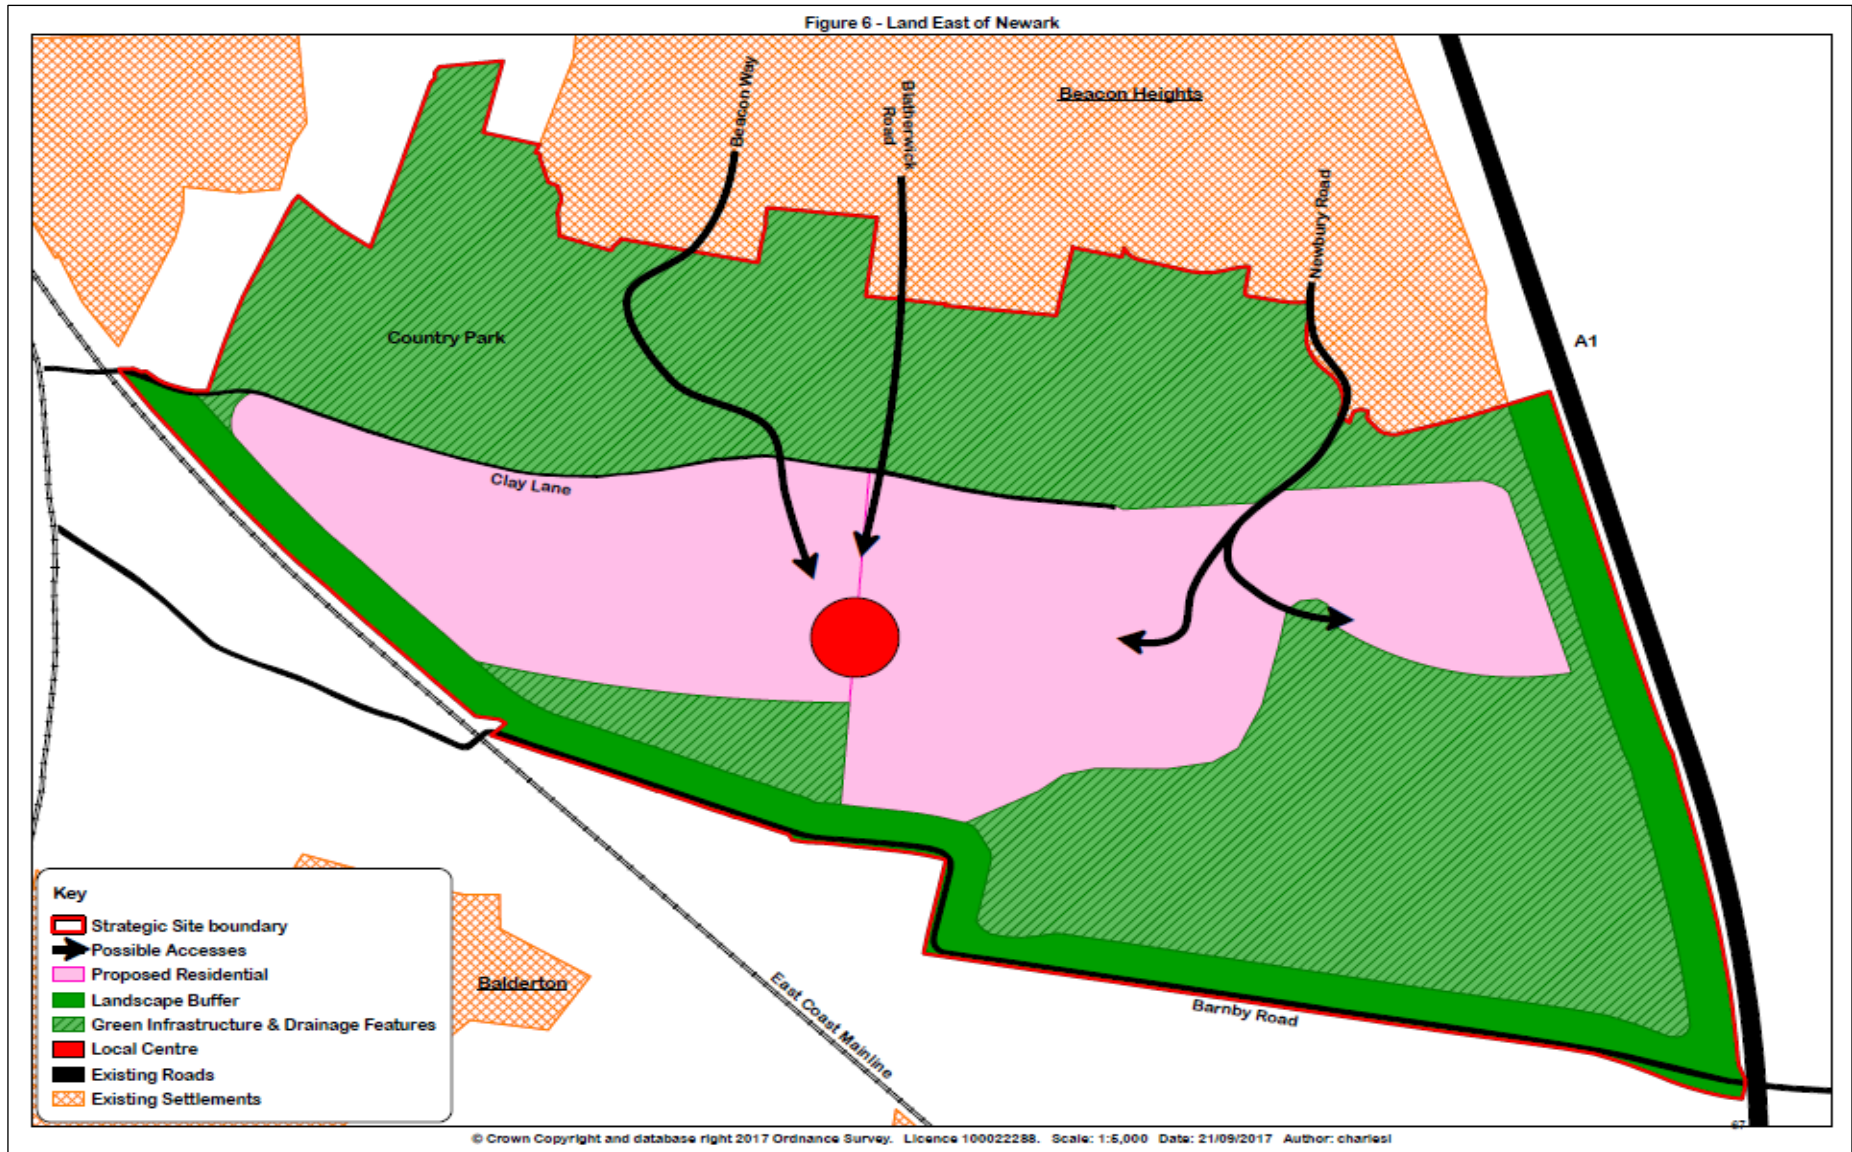 Figure 6 - Land East of Newark
Beacon Way
Blatherwick
Road
Beacon Heights
Newbury Road
A1
Country Park
Clay Lane
Key
Strategic Site boundary
Possible Accesses
Proposed Residential
Landscape Buffer
Green Infrastructure & Drainage Features
Local Centre
Existing Roads
Existing Settlements
Balderton
East Coast Mainline
Barnby Road
67
© Crown Copyright and database right 2017 Ordnance Survey. Licence 100022288. Scale: 1:5,000 Date: 21/09/2017 Author: charlesl